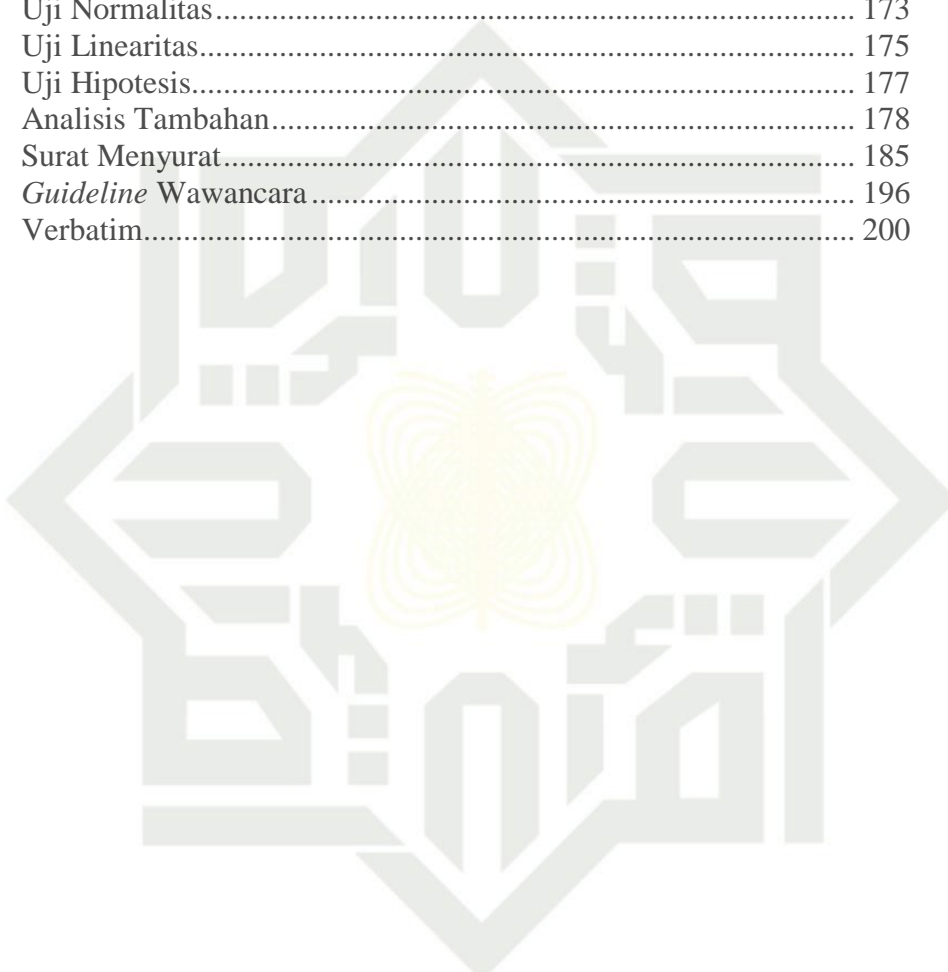 Uji Normalitas........................................................................................ 173
Uji Linearitas.......................................................................................... 175
Uji Hipotesis........................................................................................... 177
Analisis Tambahan................................................................................ 178
Surat Menyurat...................................................................................... 185
Guideline Wawancara........................................................................... 196
Verbatim................................................................................................. 200